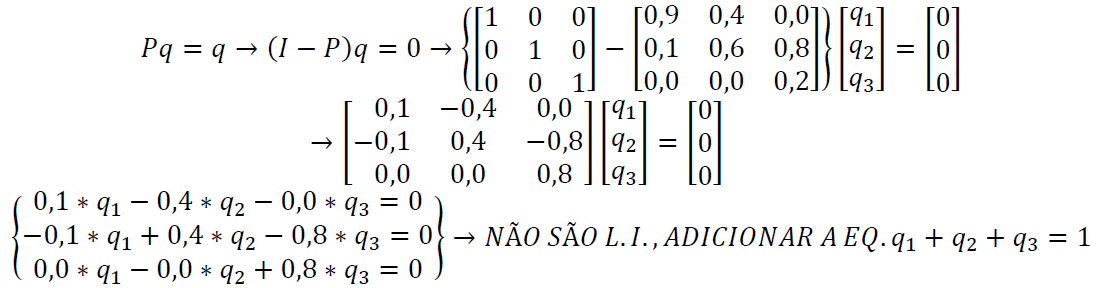 Pq = q → (I − P)q = 0 → {[1 0 0; 0 1 0; 0 0 1] − [0,9 0,4 0,0; 0,1 0,6 0,8; 0,0 0,0 0,2]} [q₁; q₂; q₃] = [0; 0; 0]
→ [0,1 −0,4 0,0; −0,1 0,4 −0,8; 0,0 0,0 0,8] [q₁; q₂; q₃] = [0; 0; 0]
0,1 * q₁ − 0,4 * q₂ − 0,0 * q₃ = 0
−0,1 * q₁ + 0,4 * q₂ − 0,8 * q₃ = 0 → NÃO SÃO L.I., ADICIONAR A EQ. q₁ + q₂ + q₃ = 1
0,0 * q₁ − 0,0 * q₂ + 0,8 * q₃ = 0